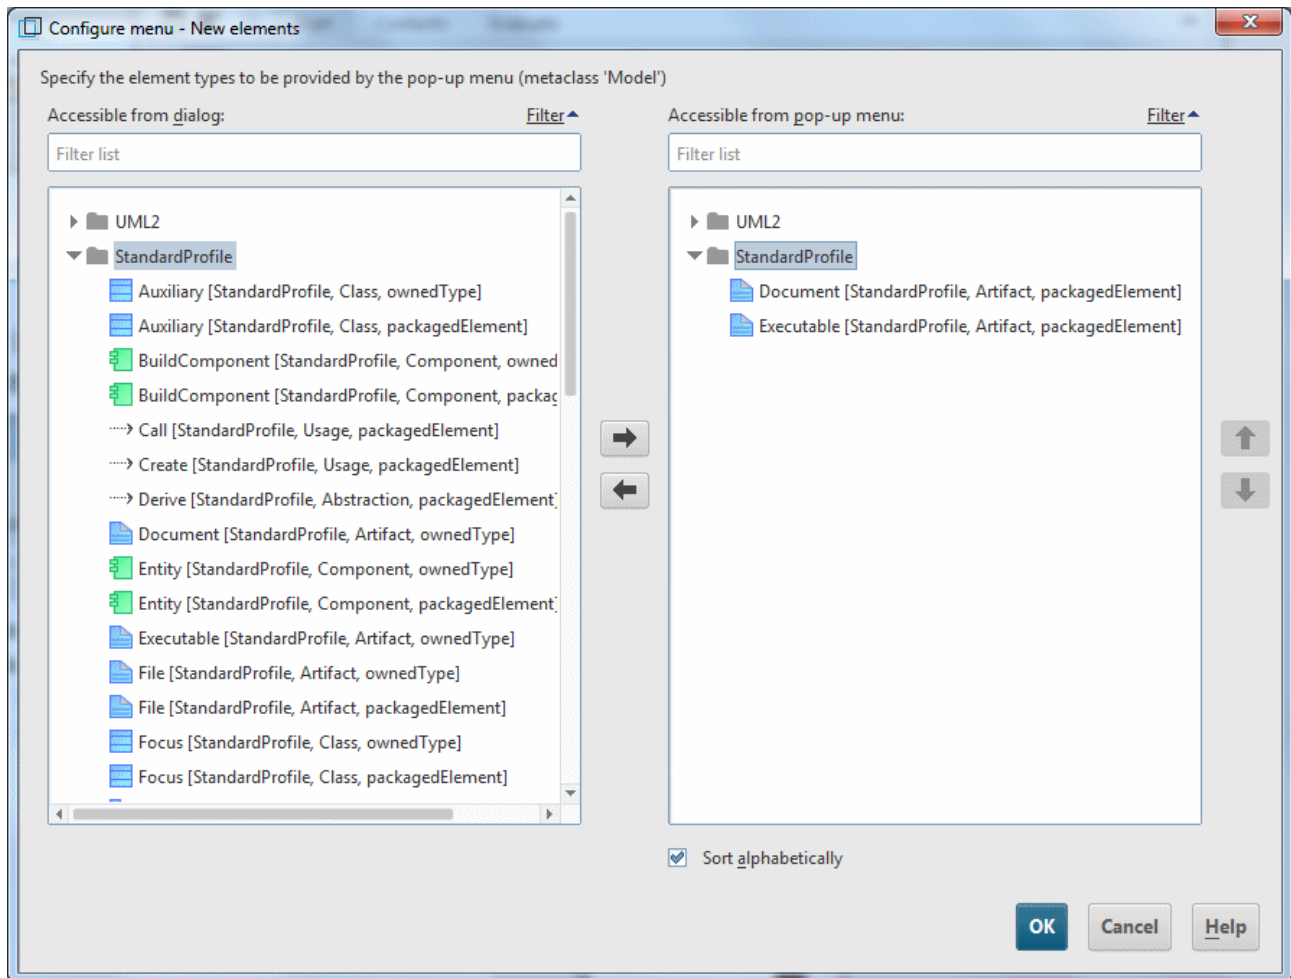 Configure menu - New elements
Specify the element types to be provided by the pop-up menu (metaclass 'Model')
Accessible from dialog:
Filter
Filter list
UML2
StandardProfile
Auxiliary [StandardProfile, Class, ownedType]
Auxiliary [StandardProfile, Class, packagedElement]
BuildComponent [StandardProfile, Component, owned
BuildComponent [StandardProfile, Component, packag
Call [StandardProfile, Usage, packagedElement]
Create [StandardProfile, Usage, packagedElement]
Derive [StandardProfile, Abstraction, packagedElement]
Document [StandardProfile, Artifact, ownedType]
Entity [StandardProfile, Component, ownedType]
Entity [StandardProfile, Component, packagedElement]
Executable [StandardProfile, Artifact, ownedType]
File [StandardProfile, Artifact, ownedType]
File [StandardProfile, Artifact, packagedElement]
Focus [StandardProfile, Class, ownedType]
Focus [StandardProfile, Class, packagedElement]
Accessible from pop-up menu:
Filter
Filter list
UML2
StandardProfile
Document [StandardProfile, Artifact, packagedElement]
Executable [StandardProfile, Artifact, packagedElement]
Sort alphabetically
OK
Cancel
Help